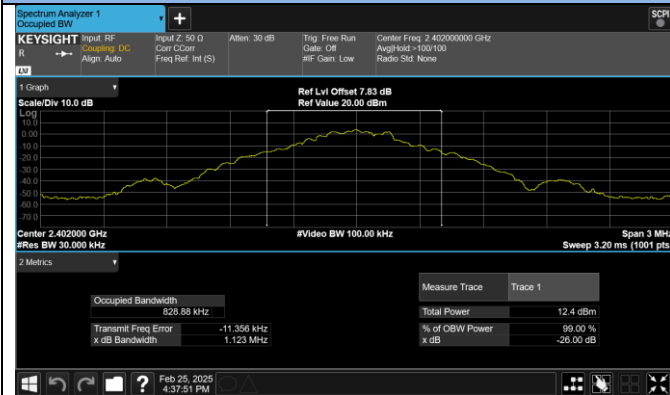 Spectrum Analyzer 1
Occupied BW
+
SCPI
KEYSIGHT
R
LXI
Input: RF
Coupling: DC
Align: Auto
Input Z: 50 Ω
Corr CCorr
Freq Ref: Int (S)
Atten: 30 dB
Trig: Free Run
Gate: Off
#IF Gain: Low
Center Freq: 2.402000000 GHz
Avg|Hold:>100/100
Radio Std: None
1 Graph
Scale/Div 10.0 dB
Ref Lvl Offset 7.83 dB
Ref Value 20.00 dBm
Log
10.0
0.00
-10.0
-20.0
-30.0
-40.0
-50.0
-60.0
-70.0
Center 2.402000 GHz
#Res BW 30.000 kHz
#Video BW 100.00 kHz
Span 3 MHz
Sweep 3.20 ms (1001 pts
2 Metrics
Occupied Bandwidth
828.88 kHz
Transmit Freq Error -11.356 kHz
x dB Bandwidth 1.123 MHz
Measure Trace Trace 1
Total Power 12.4 dBm
% of OBW Power 99.00 %
x dB -26.00 dB
?
Feb 25, 2025
4:37:51 PM